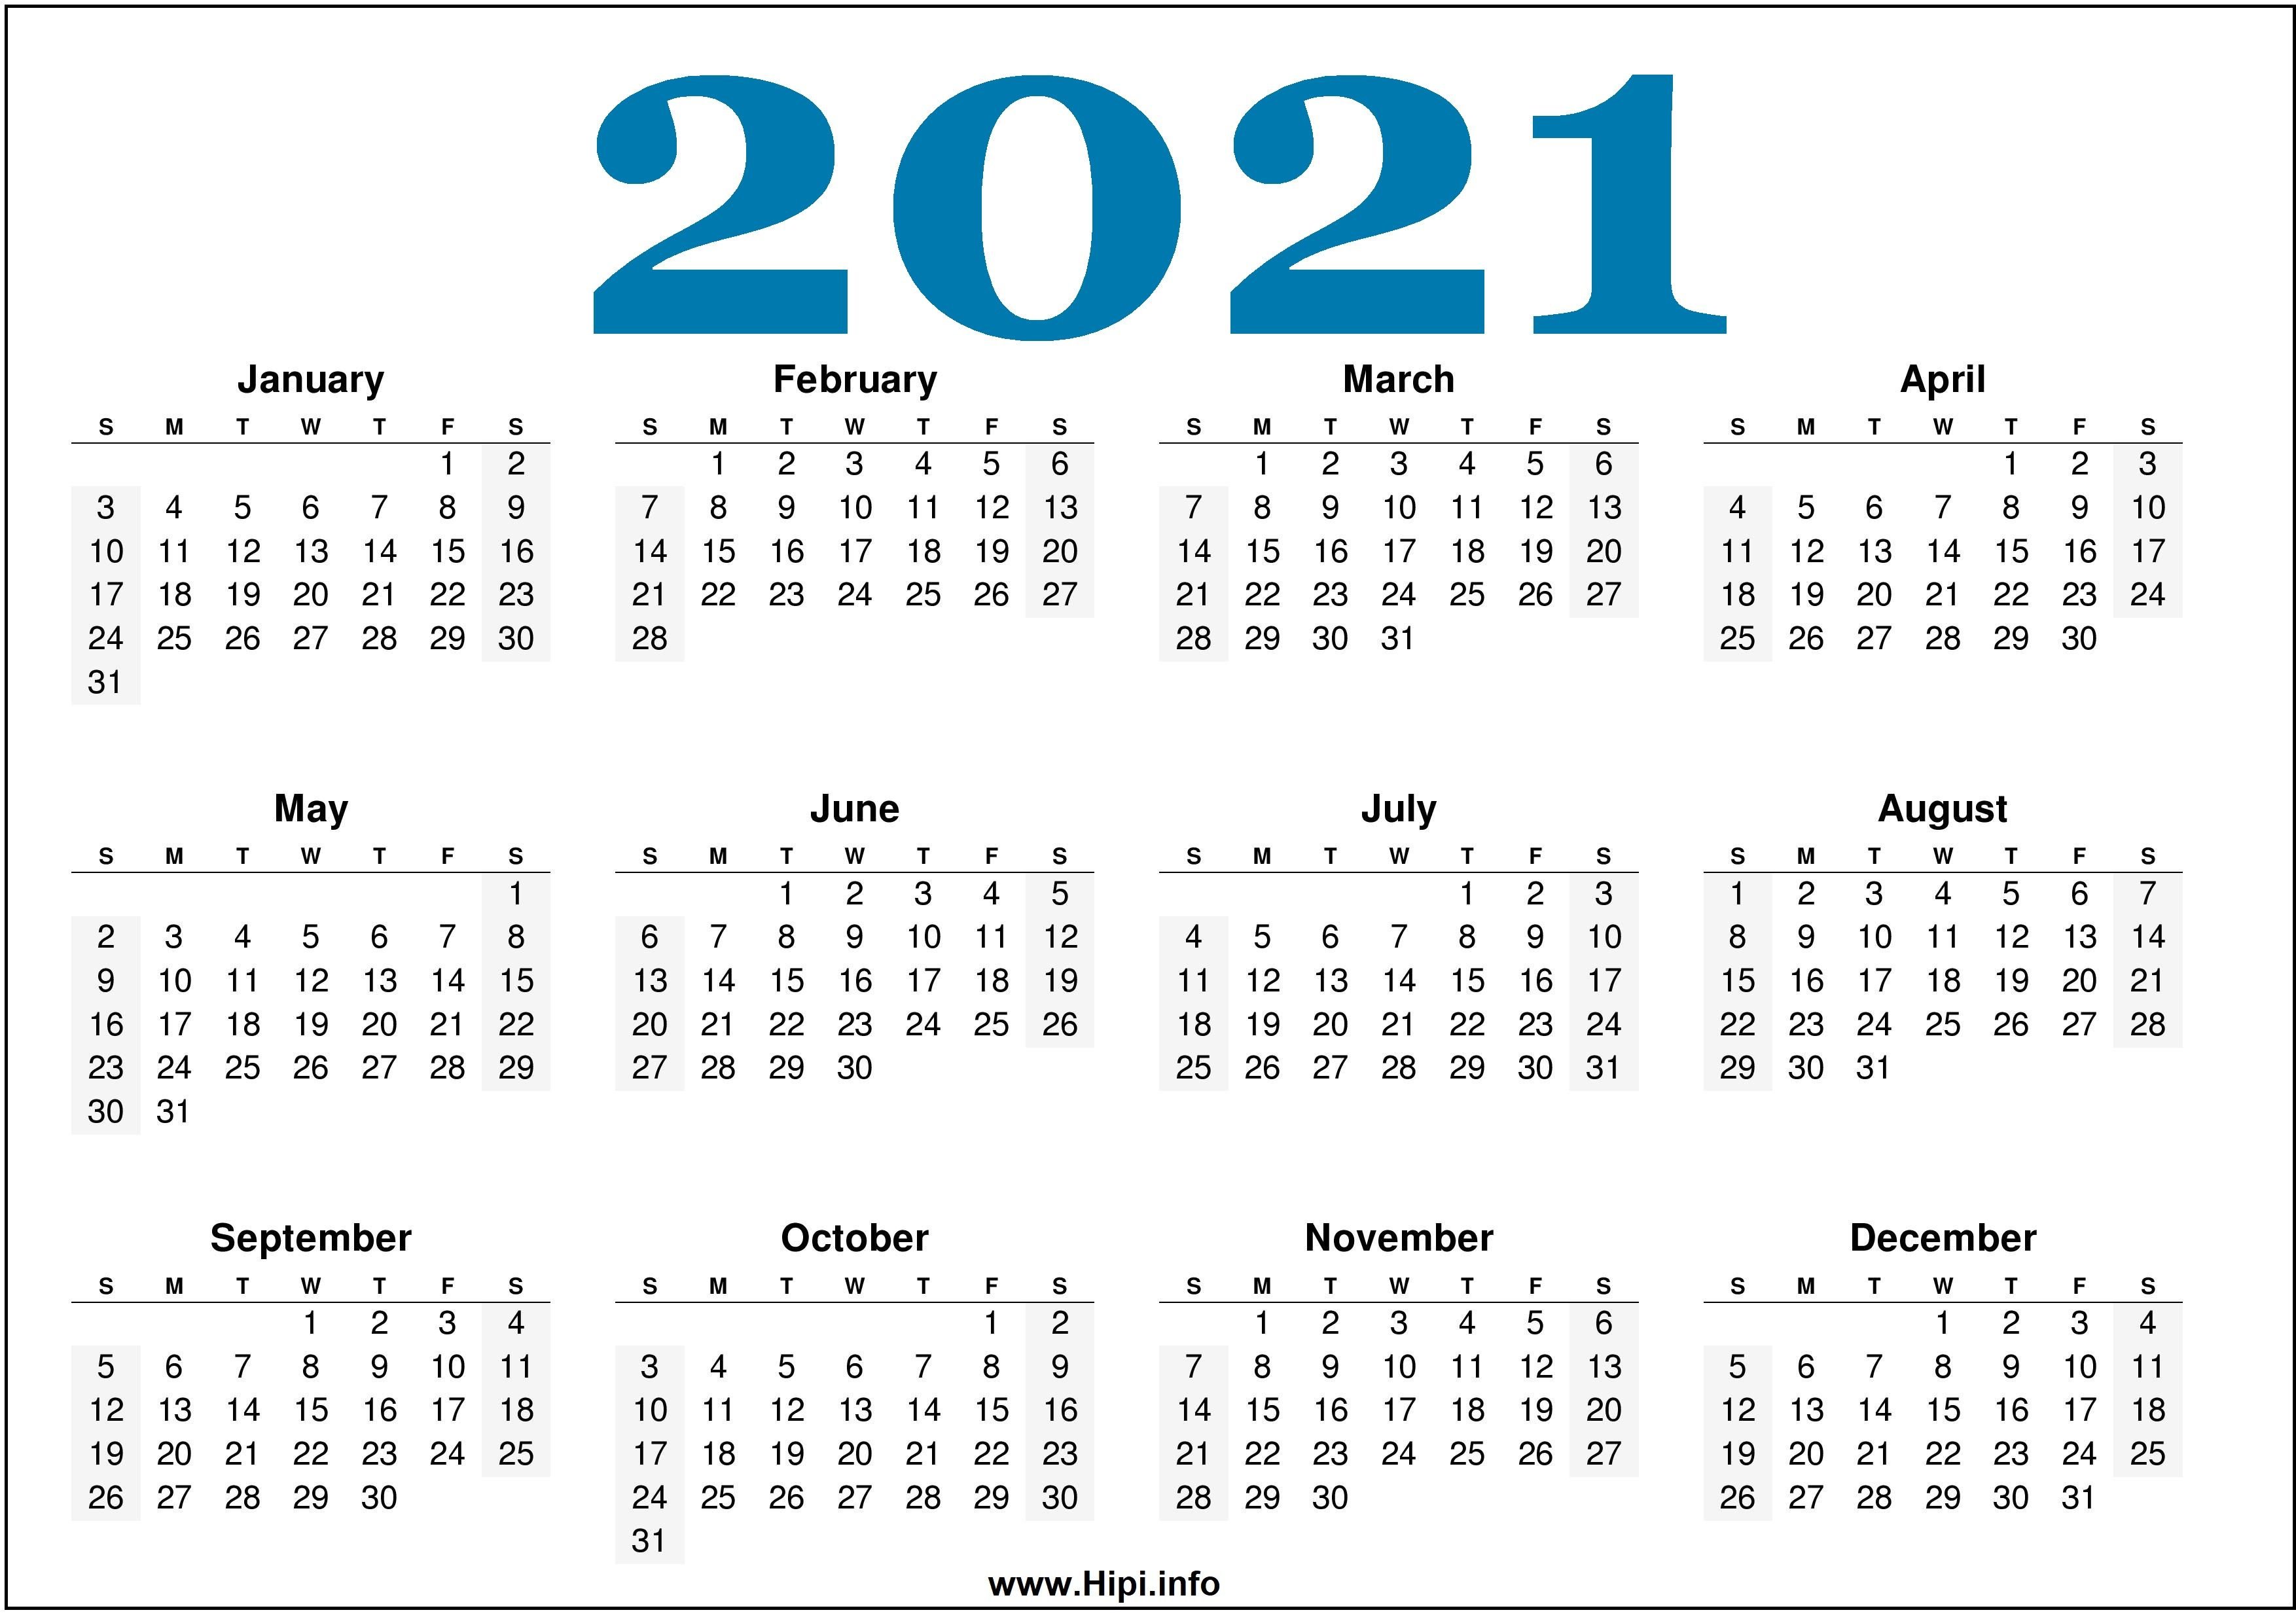 2021
January February March April
S M T W T F S S M T W T F S S M T W T F S S M T W T F S
1 2 1 2 3 4 5 6 1 2 3 4 5 6 1 2 3
3 4 5 6 7 8 9 7 8 9 10 11 12 13 7 8 9 10 11 12 13 4 5 6 7 8 9 10
10 11 12 13 14 15 16 14 15 16 17 18 19 20 14 15 16 17 18 19 20 11 12 13 14 15 16 17
17 18 19 20 21 22 23 21 22 23 24 25 26 27 21 22 23 24 25 26 27 18 19 20 21 22 23 24
24 25 26 27 28 29 30 28 28 29 30 31 25 26 27 28 29 30
31
May June July August
S M T W T F S S M T W T F S S M T W T F S S M T W T F S
1 1 2 3 4 5 1 2 3 1 2 3 4 5 6 7
2 3 4 5 6 7 8 6 7 8 9 10 11 12 4 5 6 7 8 9 10 8 9 10 11 12 13 14
9 10 11 12 13 14 15 13 14 15 16 17 18 19 11 12 13 14 15 16 17 15 16 17 18 19 20 21
16 17 18 19 20 21 22 20 21 22 23 24 25 26 18 19 20 21 22 23 24 22 23 24 25 26 27 28
23 24 25 26 27 28 29 27 28 29 30 25 26 27 28 29 30 31 29 30 31
30 31
September October November December
S M T W T F S S M T W T F S S M T W T F S S M T W T F S
1 2 3 4 1 2 1 2 3 4 5 6 1 2 3 4
5 6 7 8 9 10 11 3 4 5 6 7 8 9 7 8 9 10 11 12 13 5 6 7 8 9 10 11
12 13 14 15 16 17 18 10 11 12 13 14 15 16 14 15 16 17 18 19 20 12 13 14 15 16 17 18
19 20 21 22 23 24 25 17 18 19 20 21 22 23 21 22 23 24 25 26 27 19 20 21 22 23 24 25
26 27 28 29 30 24 25 26 27 28 29 30 28 29 30 26 27 28 29 30 31
31
www.Hipi.info